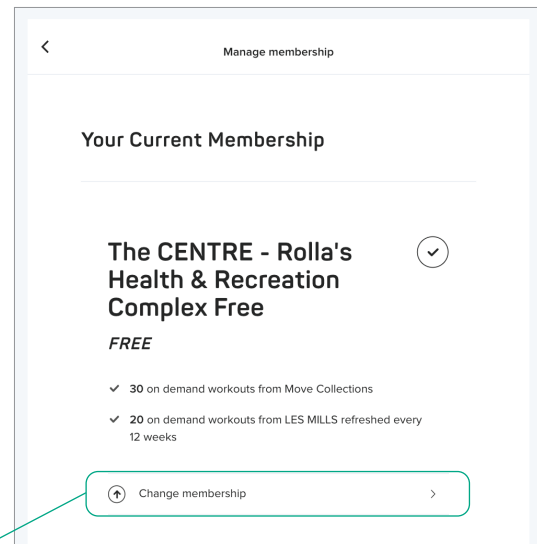 Manage membership
Your Current Membership
The CENTRE - Rolla's
Health & Recreation
Complex Free
FREE
30 on demand workouts from Move Collections
20 on demand workouts from LES MILLS refreshed every
12 weeks
Change membership